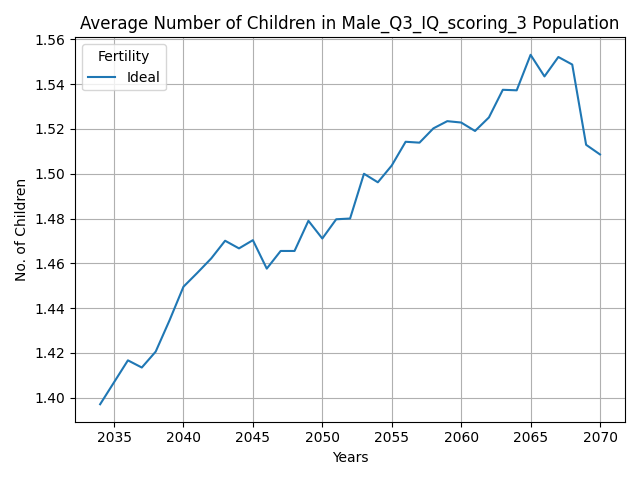 Average Number of Children in Male_Q3_IQ_scoring_3 Population
Fertility
Ideal
No. of Children
1.56
1.54
1.52
1.50
1.48
1.46
1.44
1.42
1.40
2035 2040 2045 2050 2055 2060 2065 2070
Years